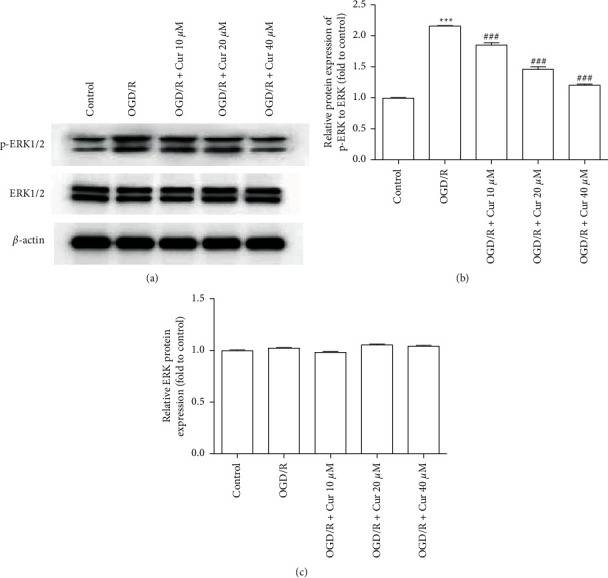 Control
OGD/R
OGD/R + Cur 10 µM
OGD/R + Cur 20 µM
OGD/R + Cur 40 µM
p-ERK1/2
ERK1/2
β-actin
(a)
Relative protein expression of
p-ERK to ERK (fold to control)
2.5
2.0
1.5
1.0
0.5
0.0
***
###
###
###
Control
OGD/R
OGD/R + Cur 10 µM
OGD/R + Cur 20 µM
OGD/R + Cur 40 µM
(b)
Relative ERK protein
expression (fold to control)
1.5
1.0
0.5
0.0
Control
OGD/R
OGD/R + Cur 10 µM
OGD/R + Cur 20 µM
OGD/R + Cur 40 µM
(c)